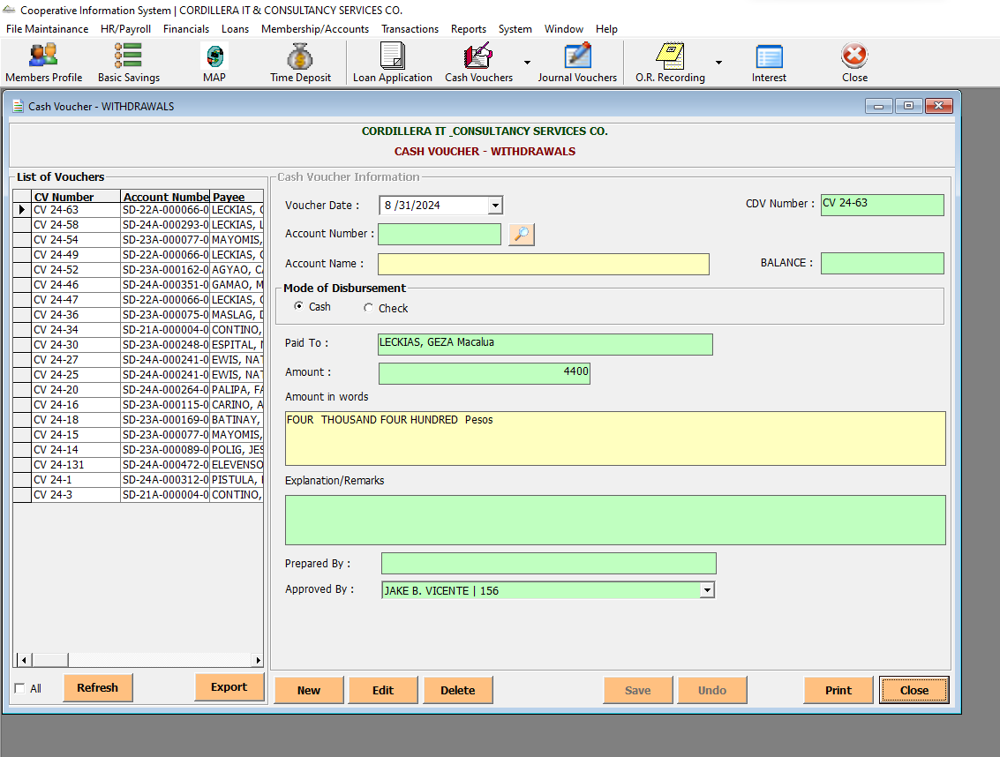 Cooperative Information System | CORDILLERA IT & CONSULTANCY SERVICES CO.
File Maintainance HR/Payroll Financials Loans Membership/Accounts Transactions Reports System Window Help
Members Profile Basic Savings MAP Time Deposit Loan Application Cash Vouchers Journal Vouchers O.R. Recording Interest Close
Cash Voucher - WITHDRAWALS
CORDILLERA IT _CONSULTANCY SERVICES CO.
CASH VOUCHER - WITHDRAWALS
List of Vouchers
CV Number Account Numbe Payee
CV 24-63 SD-22A-000066-0 LECKIAS, G
CV 24-58 SD-24A-000293-0 LECKIAS, L
CV 24-54 SD-23A-000077-0 MAYOMIS,
CV 24-49 SD-22A-000066-0 LECKIAS, G
CV 24-52 SD-23A-000162-0 AGYAO, CA
CV 24-46 SD-24A-000351-0 GAMAO, M
CV 24-47 SD-22A-000066-0 LECKIAS, G
CV 24-36 SD-23A-000075-0 MASLAG, D
CV 24-34 SD-21A-000004-0 CONTINO,
CV 24-30 SD-23A-000248-0 ESPITAL, N
CV 24-27 SD-24A-000241-0 EWIS, NAT
CV 24-25 SD-24A-000241-0 EWIS, NAT
CV 24-20 SD-24A-000264-0 PALIPA, FA
CV 24-16 SD-23A-000115-0 CARINO, A
CV 24-18 SD-23A-000169-0 BATINAY,
CV 24-15 SD-23A-000077-0 MAYOMIS,
CV 24-14 SD-23A-000089-0 POLIG, JES
CV 24-131 SD-24A-000472-0 ELEVENSO
CV 24-1 SD-24A-000312-0 PISTULA,
CV 24-3 SD-21A-000004-0 CONTINO,
All Refresh Export
Cash Voucher Information
Voucher Date : 8 /31/2024 CDV Number : CV 24-63
Account Number :
Account Name : BALANCE :
Mode of Disbursement
Cash Check
Paid To : LECKIAS, GEZA Macalua
Amount : 4400
Amount in words
FOUR THOUSAND FOUR HUNDRED Pesos
Explanation/Remarks
Prepared By :
Approved By : JAKE B. VICENTE | 156
New Edit Delete Save Undo Print Close